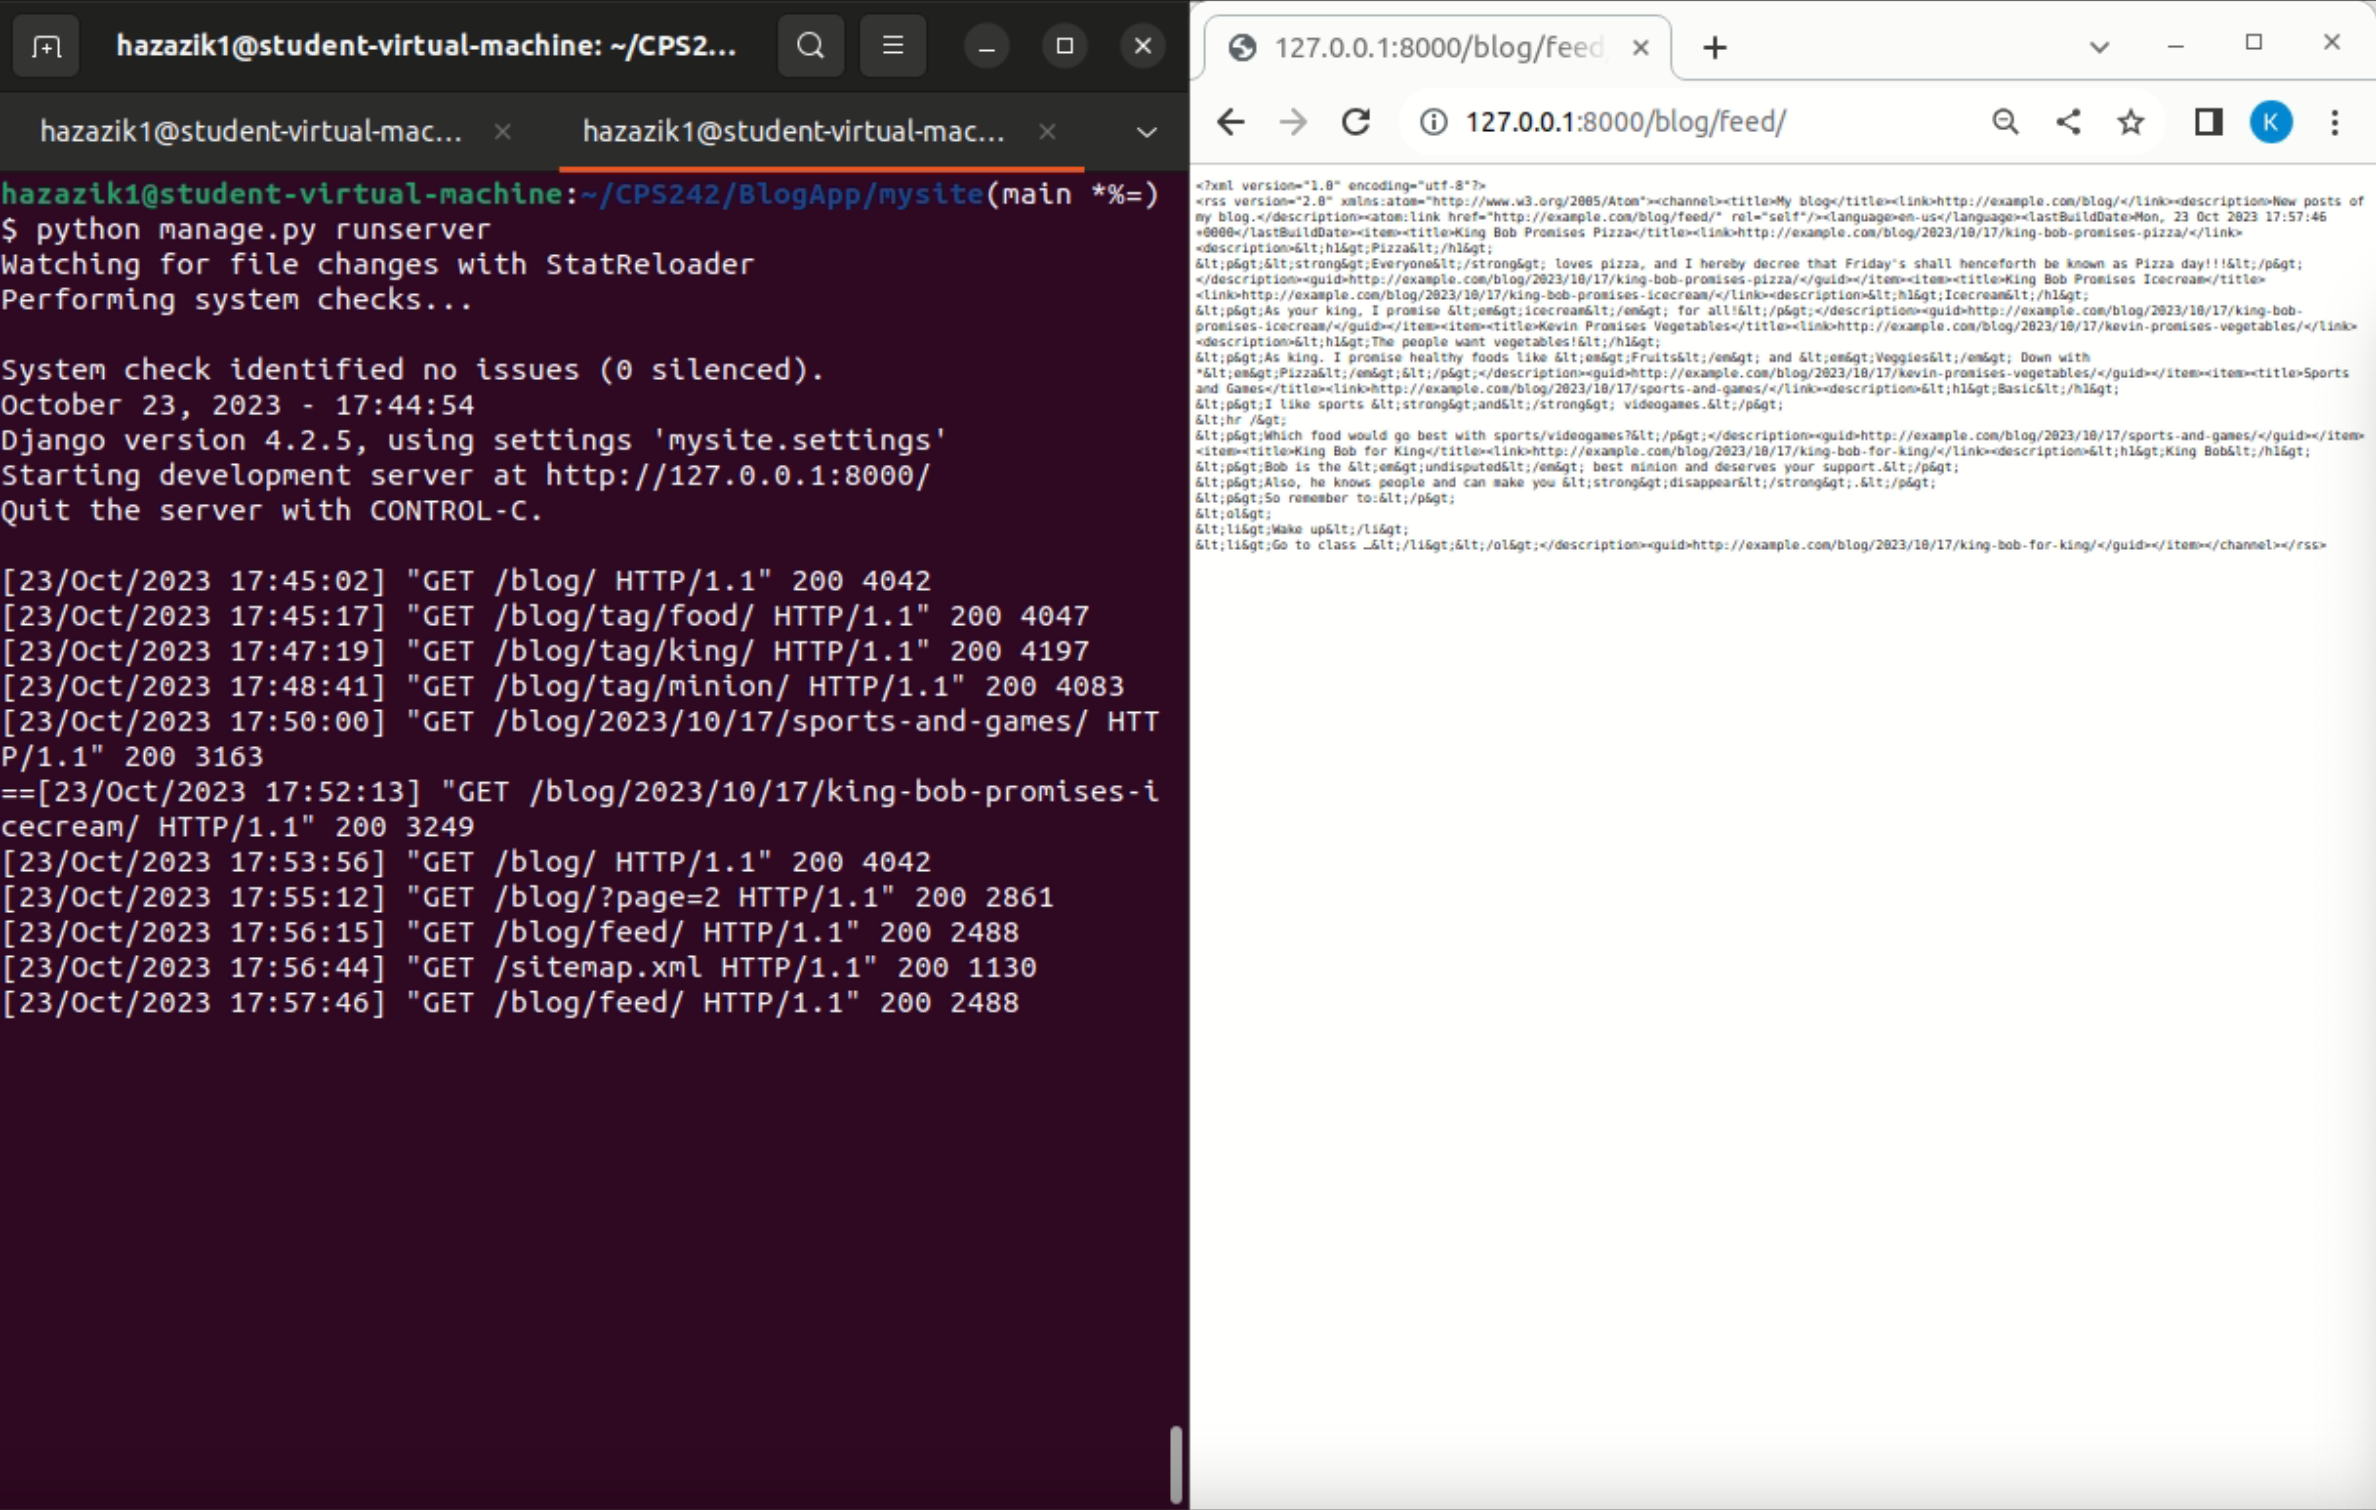 hazazik1@student-virtual-machine: ~/CPS2...
hazazik1@student-virtual-mac...
hazazik1@student-virtual-mac...
hazazik1@student-virtual-machine:~/CPS242/BlogApp/mysite(main *%=)
$ python manage.py runserver
Watching for file changes with StatReloader
Performing system checks...
System check identified no issues (0 silenced).
October 23, 2023 - 17:44:54
Django version 4.2.5, using settings 'mysite.settings'
Starting development server at http://127.0.0.1:8000/
Quit the server with CONTROL-C.
[23/Oct/2023 17:45:02] "GET /blog/ HTTP/1.1" 200 4042
[23/Oct/2023 17:45:17] "GET /blog/tag/food/ HTTP/1.1" 200 4047
[23/Oct/2023 17:47:19] "GET /blog/tag/king/ HTTP/1.1" 200 4197
[23/Oct/2023 17:48:41] "GET /blog/tag/minion/ HTTP/1.1" 200 4083
[23/Oct/2023 17:50:00] "GET /blog/2023/10/17/sports-and-games/ HTT
P/1.1" 200 3163
==[23/Oct/2023 17:52:13] "GET /blog/2023/10/17/king-bob-promises-i
cecream/ HTTP/1.1" 200 3249
[23/Oct/2023 17:53:56] "GET /blog/ HTTP/1.1" 200 4042
[23/Oct/2023 17:55:12] "GET /blog/?page=2 HTTP/1.1" 200 2861
[23/Oct/2023 17:56:15] "GET /blog/feed/ HTTP/1.1" 200 2488
[23/Oct/2023 17:56:44] "GET /sitemap.xml HTTP/1.1" 200 1130
[23/Oct/2023 17:57:46] "GET /blog/feed/ HTTP/1.1" 200 2488
127.0.0.1:8000/blog/feed
127.0.0.1:8000/blog/feed/
K
<?xml version="1.0" encoding="utf-8"?>
<rss version="2.0" xmlns:atom="http://www.w3.org/2005/Atom"><channel><title>My blog</title><link>http://example.com/blog/</link><description>New posts of
my blog.</description><atom:link href="http://example.com/blog/feed/" rel="self"/><language>en-us</language><lastBuildDate>Mon, 23 Oct 2023 17:57:46
+0000</lastBuildDate><item><title>King Bob Promises Pizza</title><link>http://example.com/blog/2023/10/17/king-bob-promises-pizza/</link>
<description>&lt;h1&gt;Pizza&lt;/h1&gt;
&lt;p&gt;&lt;strong&gt;Everyone&lt;/strong&gt; loves pizza, and I hereby decree that Friday's shall henceforth be known as Pizza day!!!&lt;/p&gt;
</description><guid>http://example.com/blog/2023/10/17/king-bob-promises-pizza/</guid></item><item><title>King Bob Promises Icecream</title>
<link>http://example.com/blog/2023/10/17/king-bob-promises-icecream/</link><description>&lt;h1&gt;Icecream&lt;/h1&gt;
&lt;p&gt;As your king, I promise &lt;em&gt;icecream&lt;/em&gt; for all!&lt;/p&gt;</description><guid>http://example.com/blog/2023/10/17/king-bob-
promises-icecream/</guid></item><item><title>Kevin Promises Vegetables</title><link>http://example.com/blog/2023/10/17/kevin-promises-vegetables/</link>
<description>&lt;h1&gt;The people want vegetables!&lt;/h1&gt;
&lt;p&gt;As king. I promise healthy foods like &lt;em&gt;Fruits&lt;/em&gt; and &lt;em&gt;Veggies&lt;/em&gt; Down with
*&lt;em&gt;Pizza&lt;/em&gt;&lt;/p&gt;</description><guid>http://example.com/blog/2023/10/17/kevin-promises-vegetables/</guid></item><item><title>Sports
and Games</title><link>http://example.com/blog/2023/10/17/sports-and-games/</link><description>&lt;h1&gt;Basic&lt;/h1&gt;
&lt;p&gt;I like sports &lt;strong&gt;and&lt;/strong&gt; videogames.&lt;/p&gt;
&lt;hr /&gt;
&lt;p&gt;Which food would go best with sports/videogames?&lt;/p&gt;</description><guid>http://example.com/blog/2023/10/17/sports-and-games/</guid></item>
<item><title>King Bob for King</title><link>http://example.com/blog/2023/10/17/king-bob-for-king/</link><description>&lt;h1&gt;King Bob&lt;/h1&gt;
&lt;p&gt;Bob is the &lt;em&gt;undisputed&lt;/em&gt; best minion and deserves your support.&lt;/p&gt;
&lt;p&gt;Also, he knows people and can make you &lt;strong&gt;disappear&lt;/strong&gt;.&lt;/p&gt;
&lt;p&gt;So remember to:&lt;/p&gt;
&lt;ol&gt;
&lt;li&gt;Wake up&lt;/li&gt;
&lt;li&gt;Go to class …&lt;/li&gt;&lt;/ol&gt;</description><guid>http://example.com/blog/2023/10/17/king-bob-for-king/</guid></item></channel></rss>